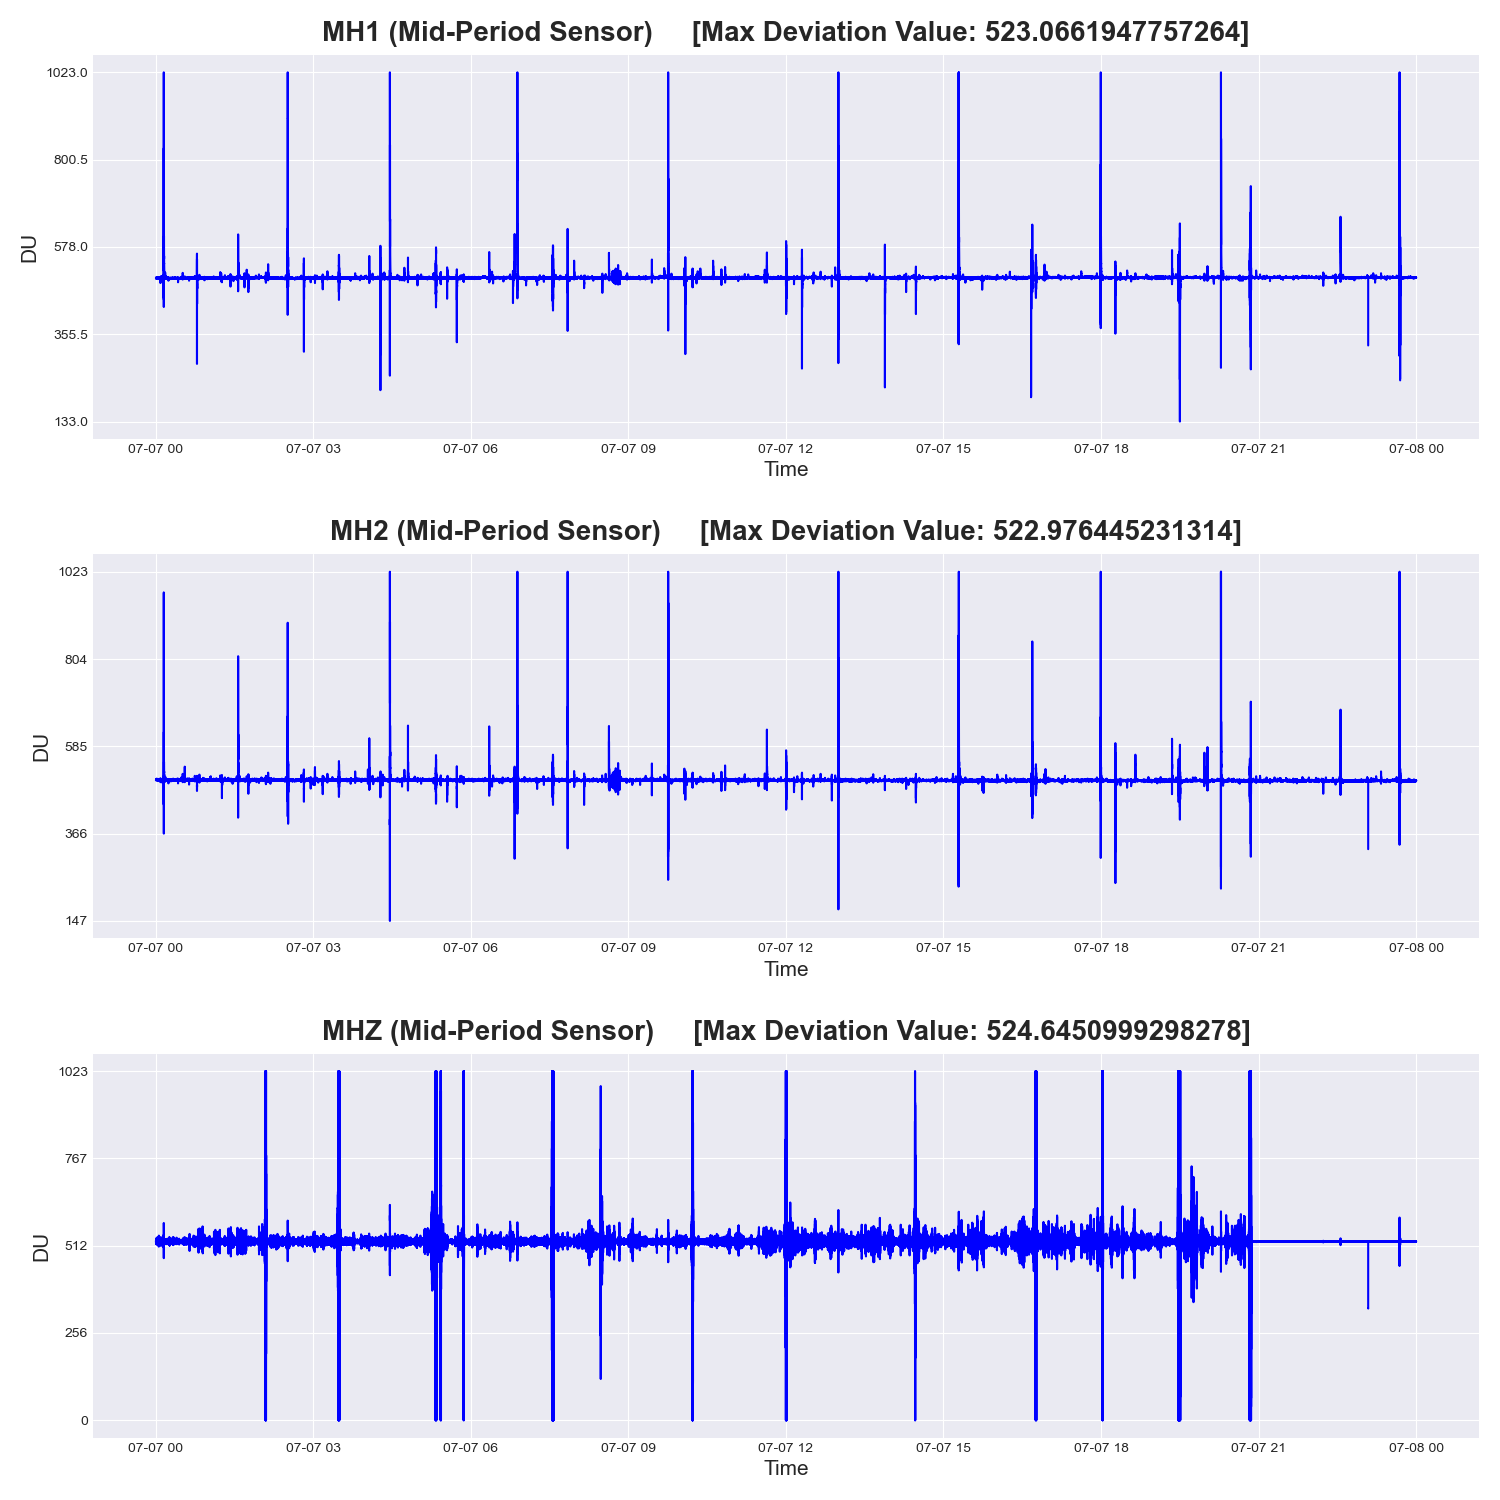 MH1 (Mid-Period Sensor) [Max Deviation Value: 523.0661947757264]
1023.0
800.5
578.0
355.5
133.0
DU
07-07 00 07-07 03 07-07 06 07-07 09 07-07 12 07-07 15 07-07 18 07-07 21 07-08 00
Time
MH2 (Mid-Period Sensor) [Max Deviation Value: 522.976445231314]
1023
804
585
366
147
DU
07-07 00 07-07 03 07-07 06 07-07 09 07-07 12 07-07 15 07-07 18 07-07 21 07-08 00
Time
MHZ (Mid-Period Sensor) [Max Deviation Value: 524.6450999298278]
1023
767
512
256
0
DU
07-07 00 07-07 03 07-07 06 07-07 09 07-07 12 07-07 15 07-07 18 07-07 21 07-08 00
Time